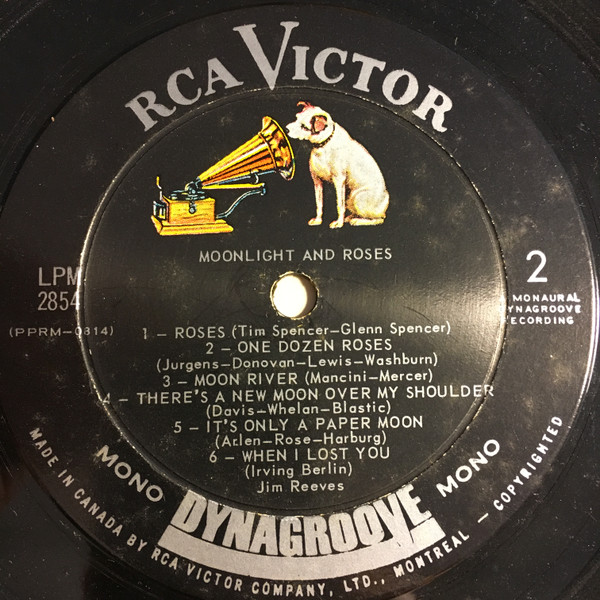 RCA VICTOR
MOONLIGHT AND ROSES
LPM
2854
(PPRM-0814)
2
MONAURAL
DYNAGROOVE
RECORDING
1 – ROSES (Tim Spencer–Glenn Spencer)
2 – ONE DOZEN ROSES
(Jurgens–Donovan–Lewis–Washburn)
3 – MOON RIVER (Mancini–Mercer)
4 – THERE'S A NEW MOON OVER MY SHOULDER
(Davis–Whelan–Blastic)
5 – IT'S ONLY A PAPER MOON
(Arlen–Rose–Harburg)
6 – WHEN I LOST YOU
(Irving Berlin)
Jim Reeves
MONO DYNAGROOVE MONO
MADE IN CANADA BY RCA VICTOR COMPANY, LTD., MONTREAL – COPYRIGHTED